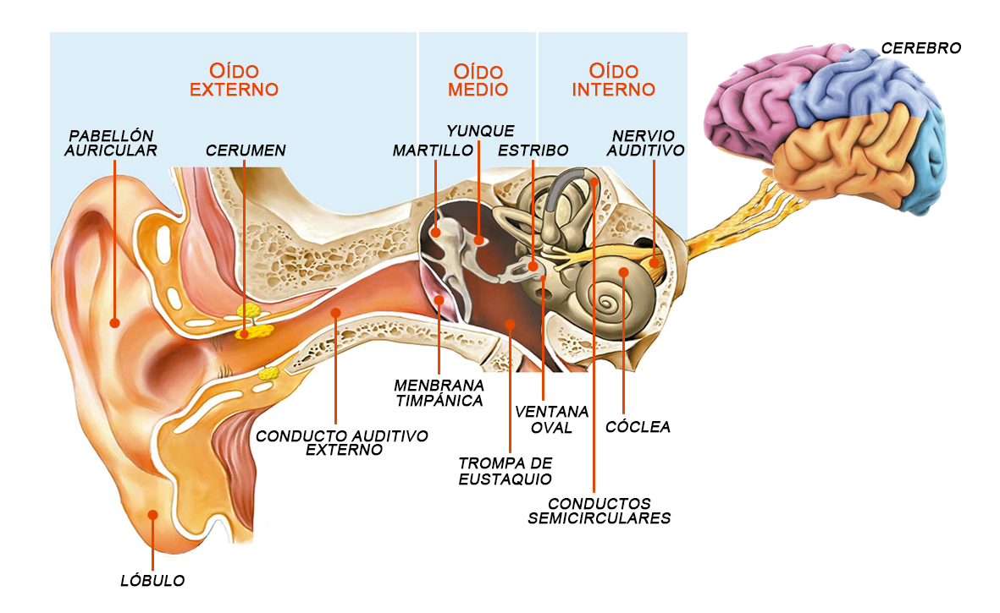 OÍDO
EXTERNO
OÍDO
MEDIO
OÍDO
INTERNO
CEREBRO
PABELLÓN
AURICULAR
CERUMEN
MARTILLO
YUNQUE
ESTRIBO
NERVIO
AUDITIVO
MENBRANA
TIMPÁNICA
VENTANA
OVAL
CÓCLEA
CONDUCTO AUDITIVO
EXTERNO
TROMPA DE
EUSTAQUIO
CONDUCTOS
SEMICIRCULARES
LÓBULO